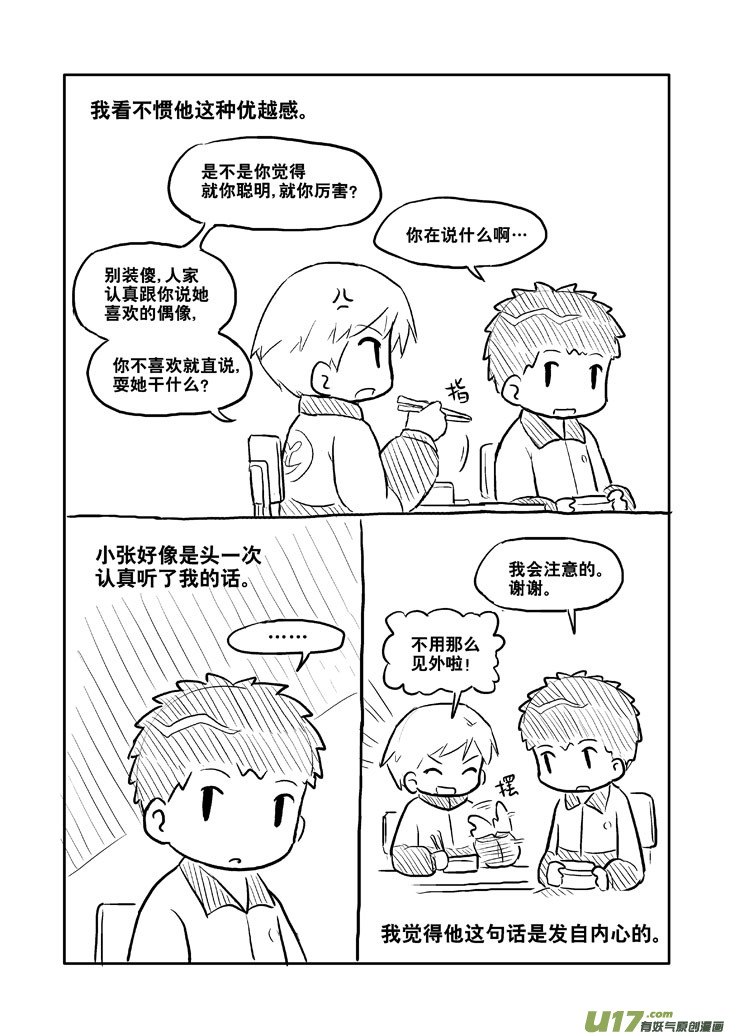 我看不惯他这种优越感。
是不是你觉得
就你聪明,就你厉害?
你在说什么啊…
别装傻,人家
认真跟你说她
喜欢的偶像,
你不喜欢就直说,
耍她干什么?
指
小张好像是头一次
认真听了我的话。
……
我会注意的。
谢谢。
不用那么
见外啦!
摆
我觉得他这句话是发自内心的。
U17.com
有妖气原创漫画